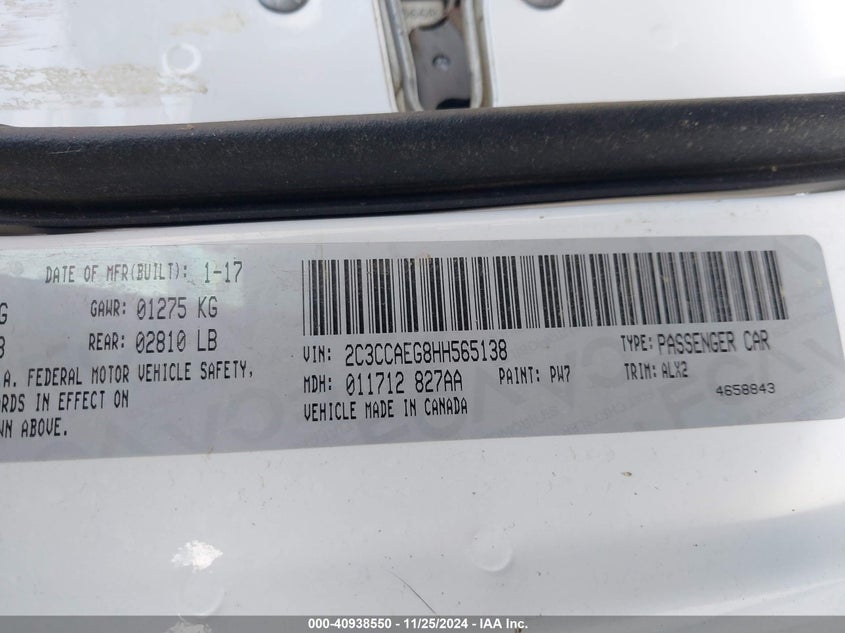 DATE OF MFR(BUILT): 1-17
G GAWR: 01275 KG
B REAR: 02810 LB
.A. FEDERAL MOTOR VEHICLE SAFETY,
RDS IN EFFECT ON
WN ABOVE.
VIN: 2C3CCAEG8HH565138 TYPE: PASSENGER CAR
MDH: 011712 827AA PAINT: PW7 TRIM: ALX2
VEHICLE MADE IN CANADA 4658843
000-40938550 - 11/25/2024 - IAA Inc.